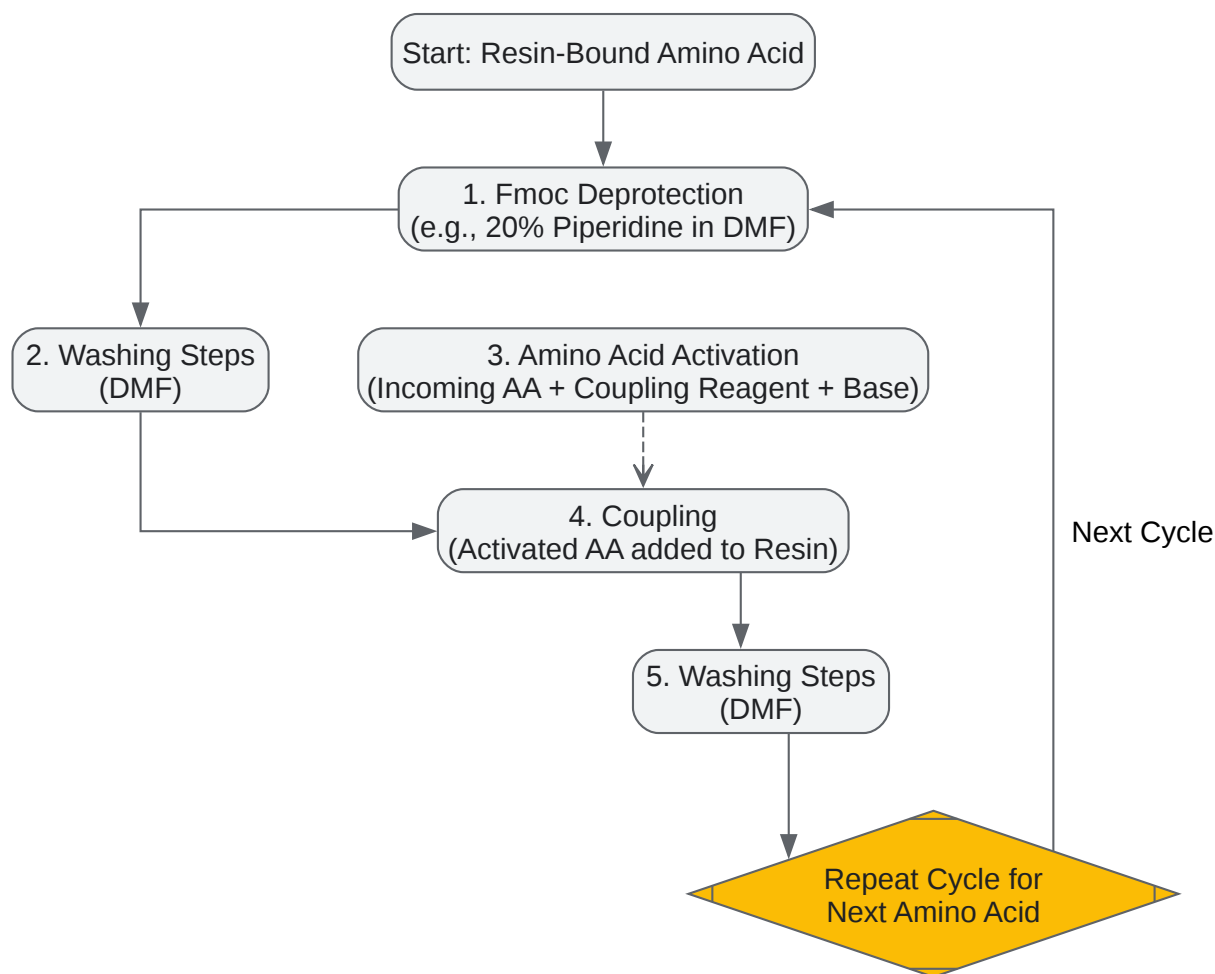 Start: Resin-Bound Amino Acid
1. Fmoc Deprotection
(e.g., 20% Piperidine in DMF)
2. Washing Steps
(DMF)
3. Amino Acid Activation
(Incoming AA + Coupling Reagent + Base)
4. Coupling
(Activated AA added to Resin)
Next Cycle
5. Washing Steps
(DMF)
Repeat Cycle for
Next Amino Acid